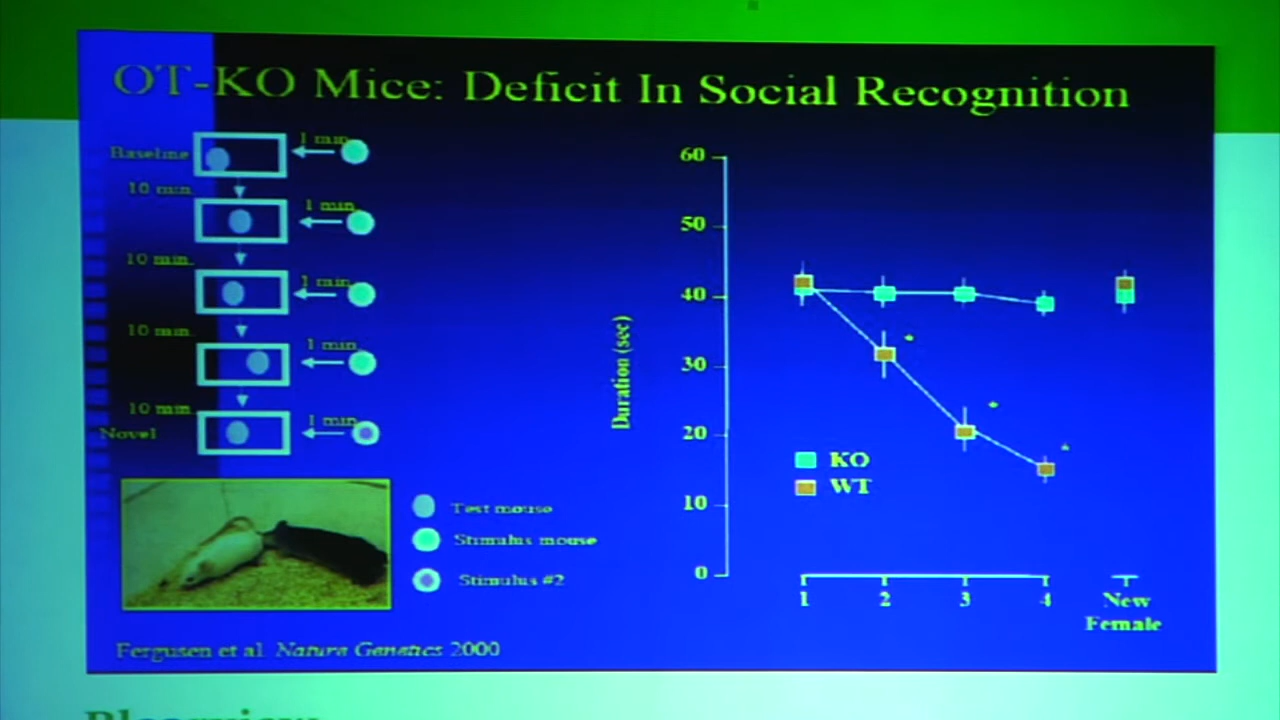 OT-KO Mice: Deficit In Social Recognition
Baseline
1 min.
10 min.
1 min.
10 min.
1 min.
10 min.
1 min.
10 min.
Novel
1 min.
Test mouse
Stimulus mouse
Stimulus #2
Fergusen et al Nature Genetics 2000
Duration (sec)
60
50
40
30
20
10
0
KO
WT
1 2 3 4 New
Female